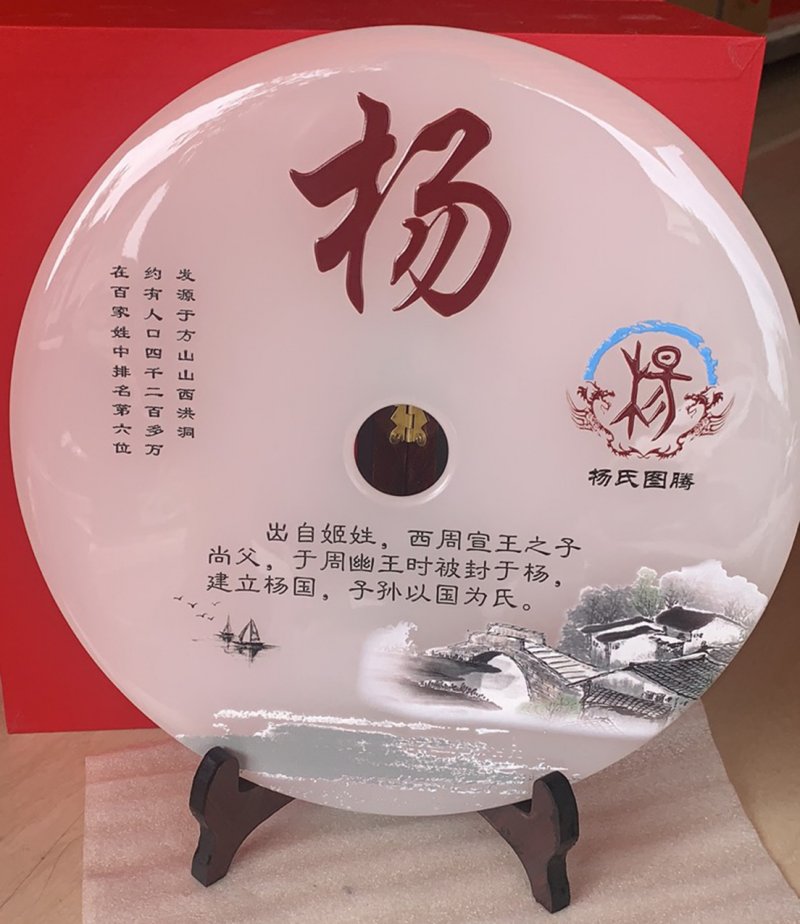 杨
发源于方山山西洪洞
约有人口四千二百多万
在百家姓中排名第六位
杨氏图腾
出自姬姓，西周宣王之子
尚父，于周幽王时被封于杨，
建立杨国，子孙以国为氏。